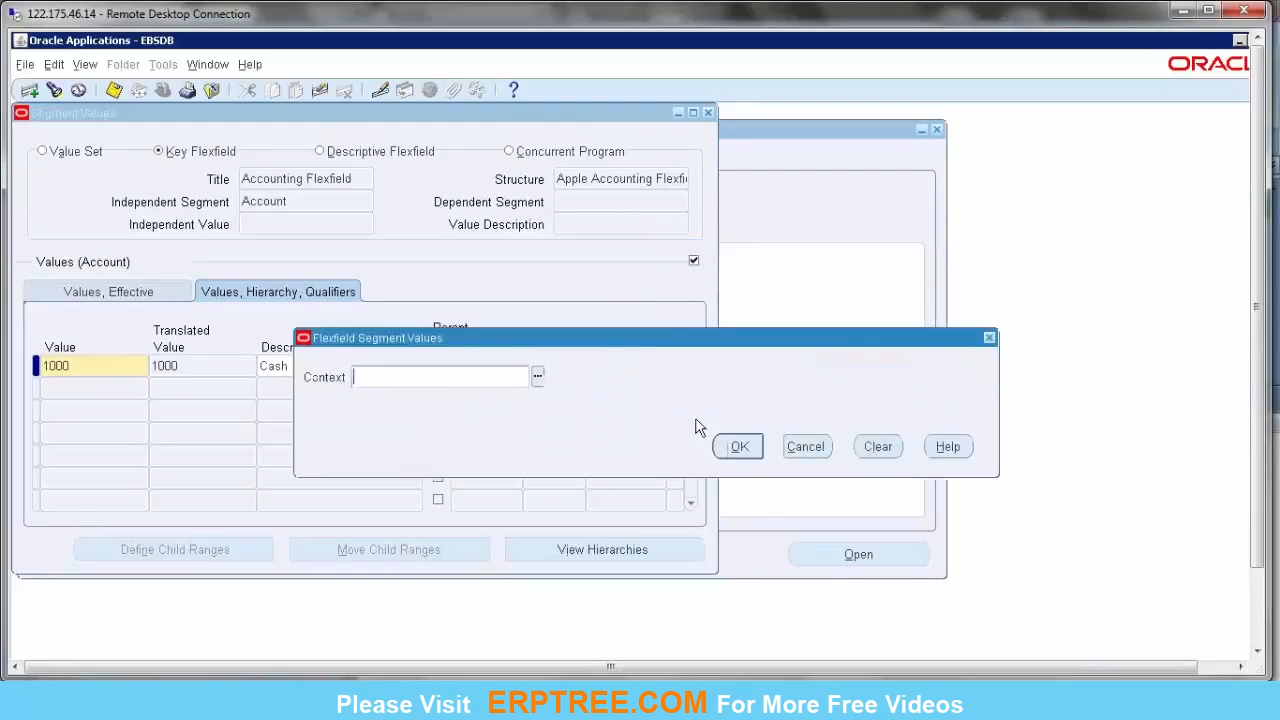 122.175.46.14 - Remote Desktop Connection
Oracle Applications - EBSDB
File Edit View Folder Tools Window Help
ORACL
Segment Values
Value Set Key Flexfield Descriptive Flexfield Concurrent Program
Title Accounting Flexfield Structure Apple Accounting Flexfi
Independent Segment Account Dependent Segment
Independent Value Value Description
Values (Account)
Values, Effective Values, Hierarchy, Qualifiers
Translated
Value Value Descr
1000 1000 Cash
Flexfield Segment Values
Context
OK Cancel Clear Help
Define Child Ranges Move Child Ranges View Hierarchies
Open
Please Visit ERPTREE.COM For More Free Videos